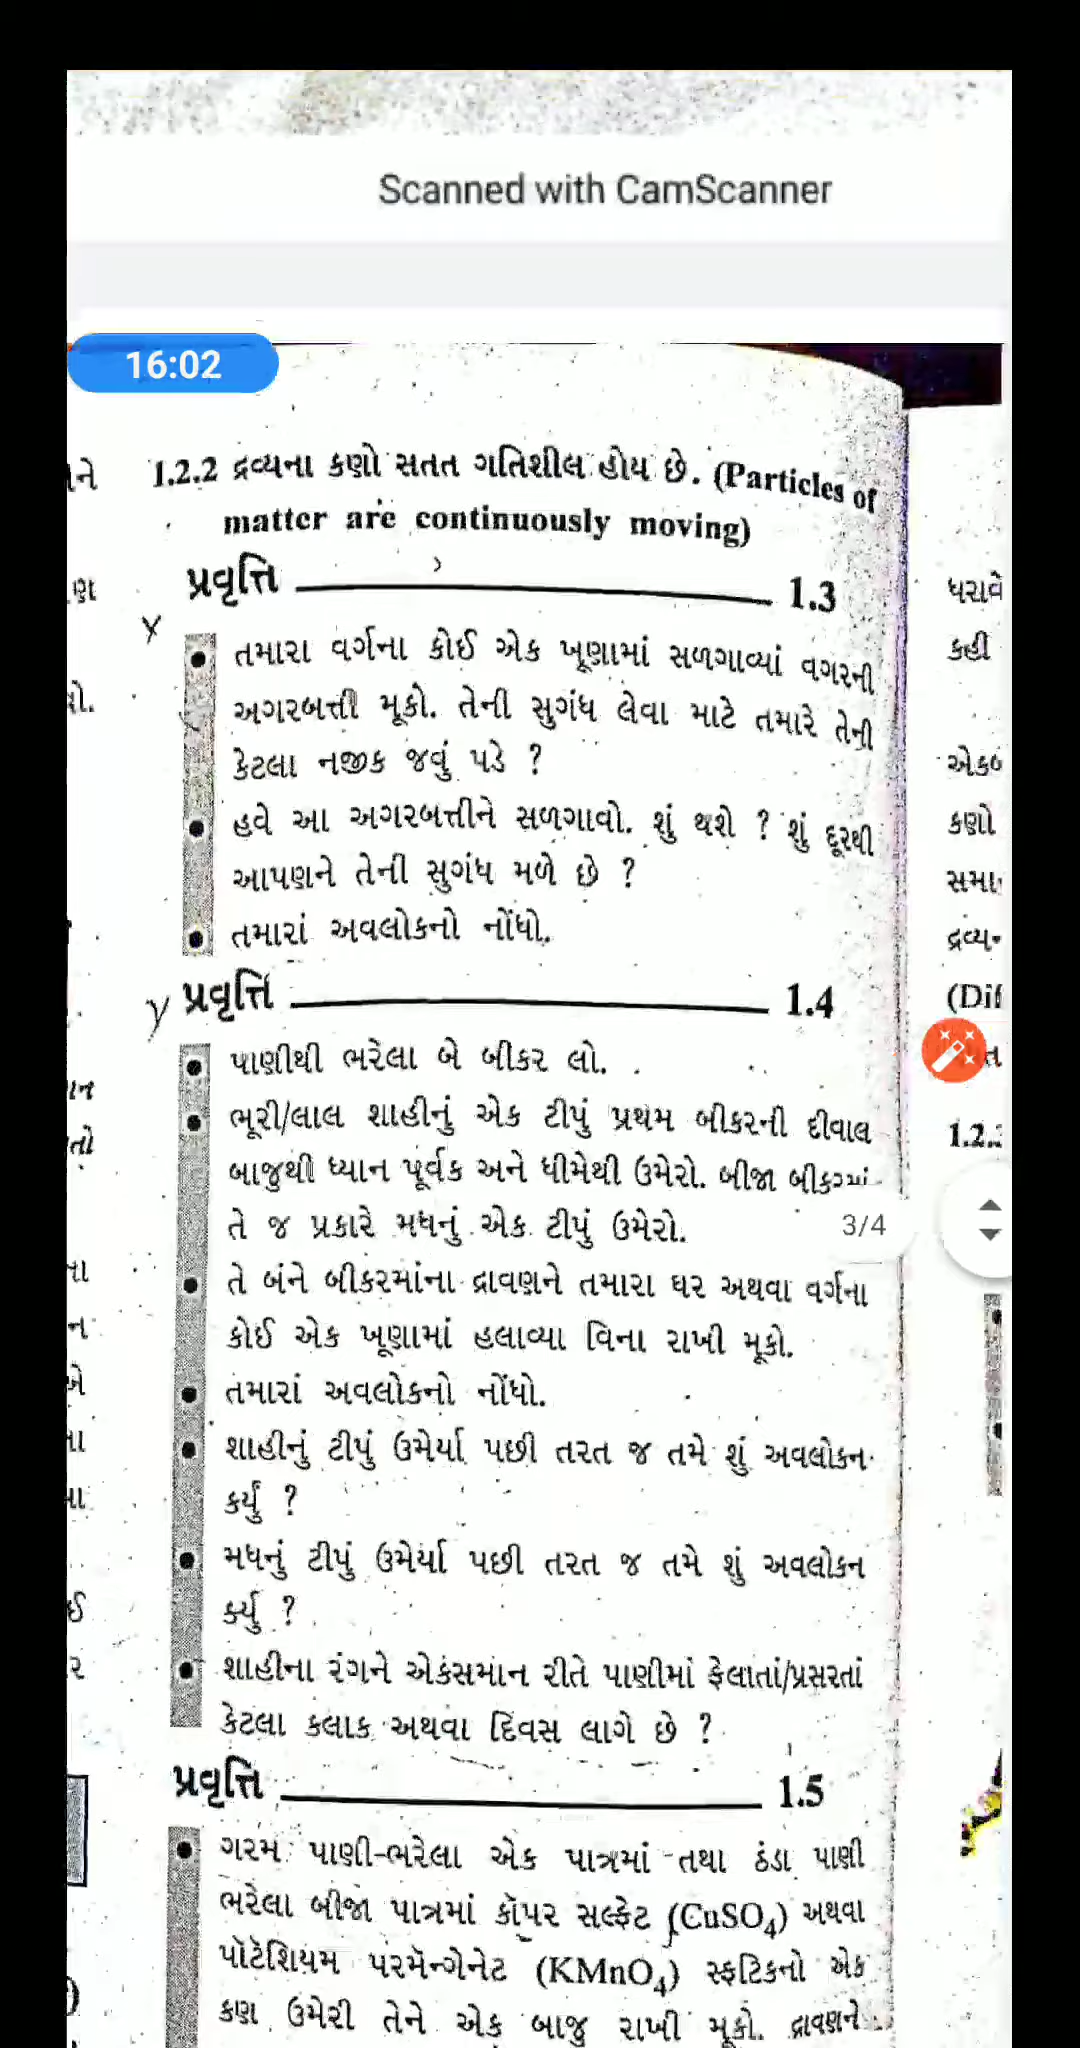 Scanned with CamScanner
16:02
1.2.2 દ્રવ્યના કણો સતત ગતિશીલ હોય છે. (Particles of
matter are continuously moving)
પ્રવૃત્તિ 1.3
X
• તમારા વર્ગના કોઈ એક ખૂણામાં સળગાવ્યાં વગરની
અગરબત્તી મૂકો. તેની સુગંધ લેવા માટે તમારે તેની
કેટલા નજીક જવું પડે ?
• હવે આ અગરબત્તીને સળગાવો. શું થશે ? શું દૂરથી
આપણને તેની સુગંધ મળે છે ?
• તમારાં અવલોકનો નોંધો.
y પ્રવૃત્તિ 1.4
• પાણીથી ભરેલા બે બીકર લો.
• ભૂરી/લાલ શાહીનું એક ટીપું પ્રથમ બીકરની દીવાલ
બાજુથી ધ્યાન પૂર્વક અને ધીમેથી ઉમેરો. બીજા બીકરમાં
તે જ પ્રકારે મધનું એક ટીપું ઉમેરો.
3/4
• તે બંને બીકરમાંના દ્રાવણને તમારા ઘર અથવા વર્ગના
કોઈ એક ખૂણામાં હલાવ્યા વિના રાખી મૂકો.
• તમારાં અવલોકનો નોંધો.
• શાહીનું ટીપું ઉમેર્યા પછી તરત જ તમે શું અવલોકન
કર્યું ?
• મધનું ટીપું ઉમેર્યા પછી તરત જ તમે શું અવલોકન
ર્ક્યુ ?
• શાહીના રંગને એકસમાન રીતે પાણીમાં ફેલાતાં/પ્રસરતાં
કેટલા કલાક અથવા દિવસ લાગે છે ?
પ્રવૃત્તિ 1.5
• ગરમ પાણી-ભરેલા એક પાત્રમાં તથા ઠંડા પાણી
ભરેલા બીજા પાત્રમાં કૉપર સલ્ફેટ (CuSO₄) અથવા
પૉટૅશિયમ પરમૅન્ગેનેટ (KMnO₄) સ્ફટિકનો એક
કણ ઉમેરી તેને એક બાજુ રાખી મૂકો. દ્રાવણને
ધરાવે
કહી
કણો